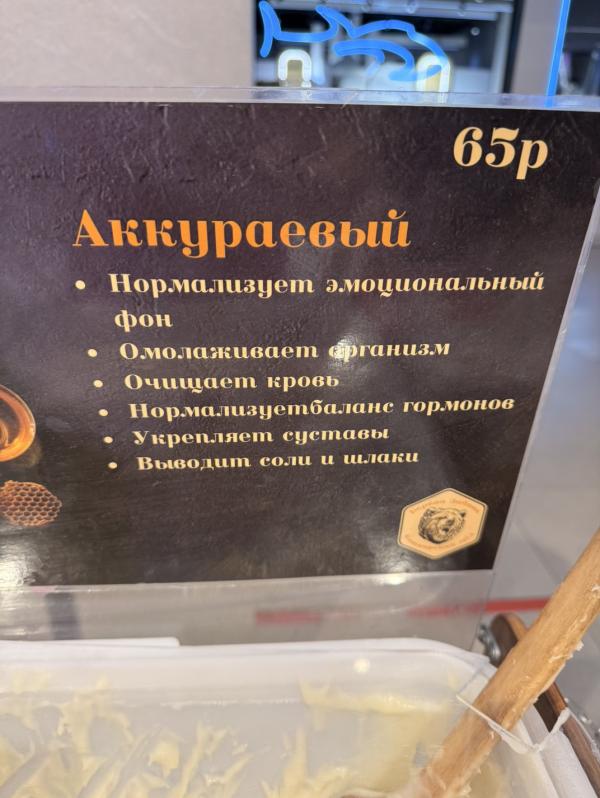 65р
Аккураевый
• Нормализует эмоциональный
фон
• Омолаживает организм
• Очищает кровь
• Нормализуетбаланс гормонов
• Укрепляет суставы
• Выводит соли и шлаки